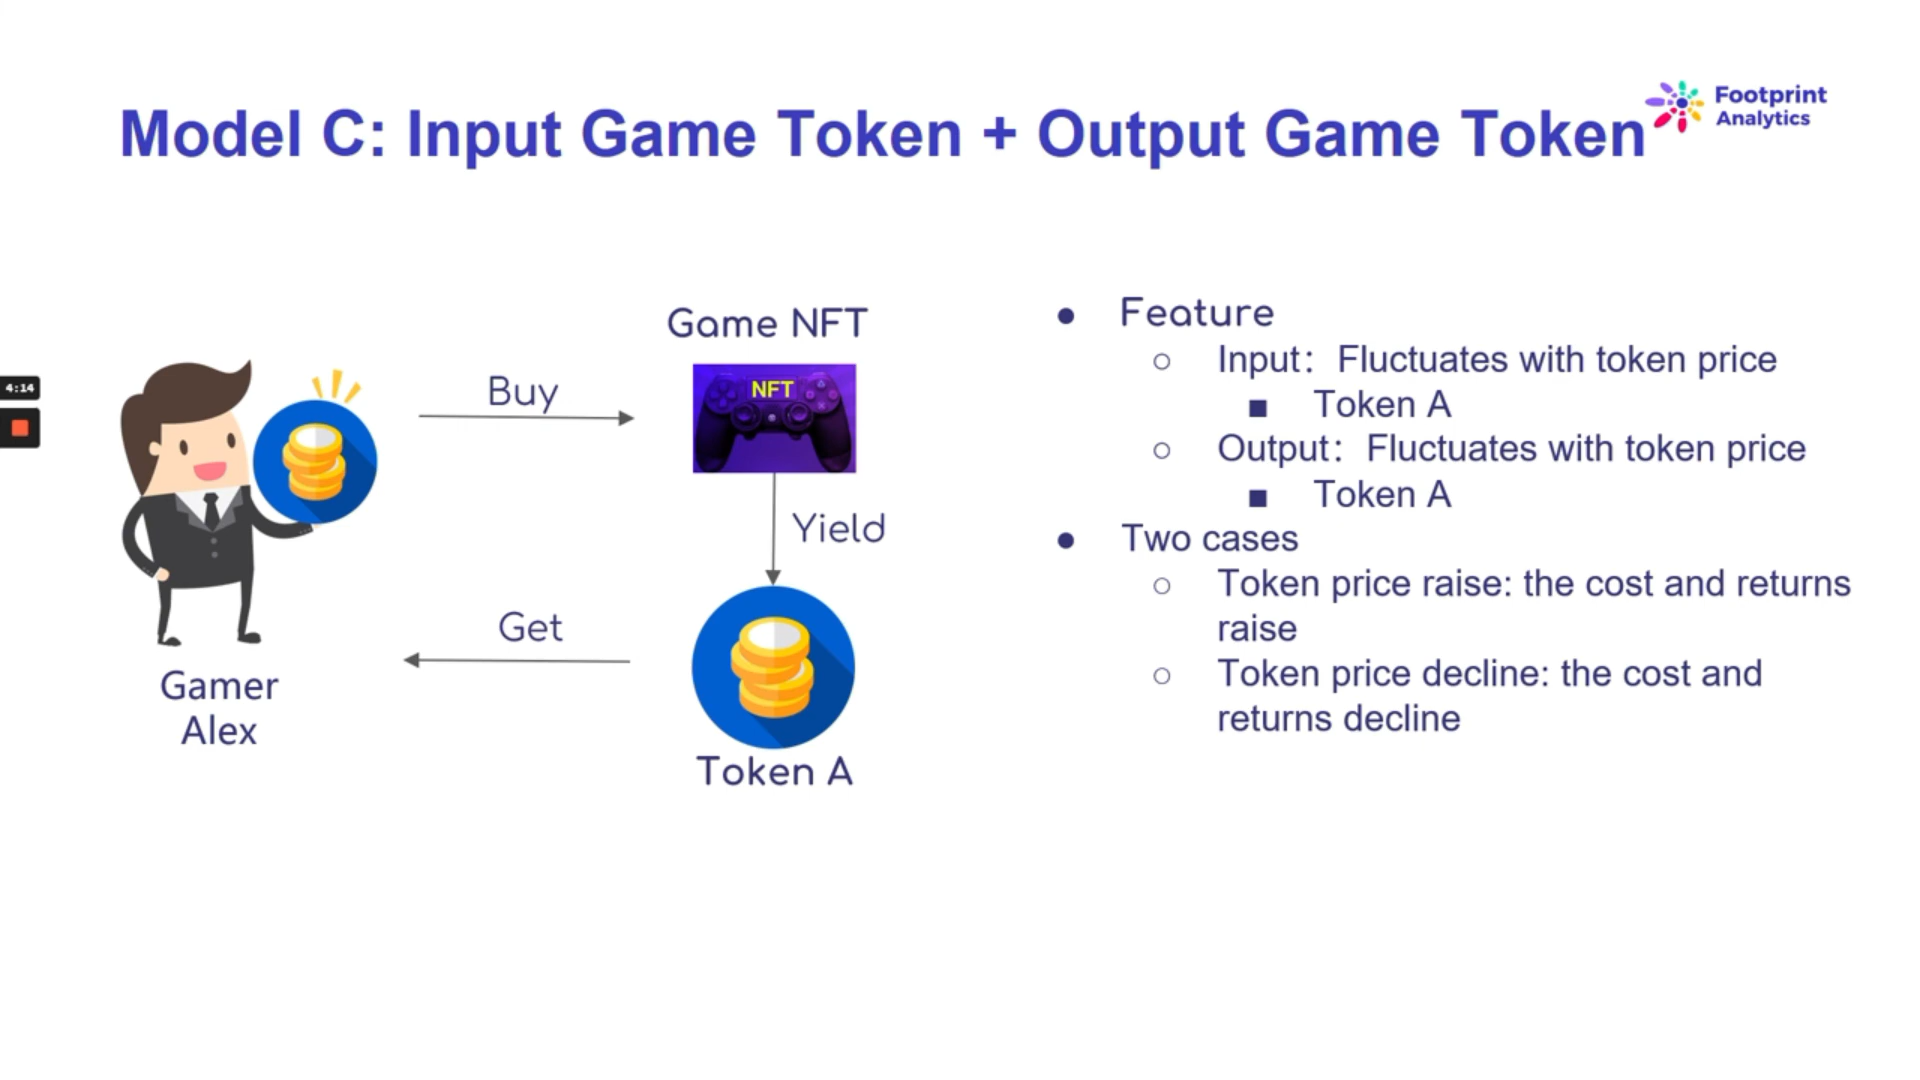 Model C: Input Game Token + Output Game Token
Footprint
Analytics
4:14
Game NFT
Buy
NFT
Yield
Get
Gamer
Alex
Token A
● Feature
○ Input：Fluctuates with token price
■ Token A
○ Output：Fluctuates with token price
■ Token A
● Two cases
○ Token price raise: the cost and returns
raise
○ Token price decline: the cost and
returns decline